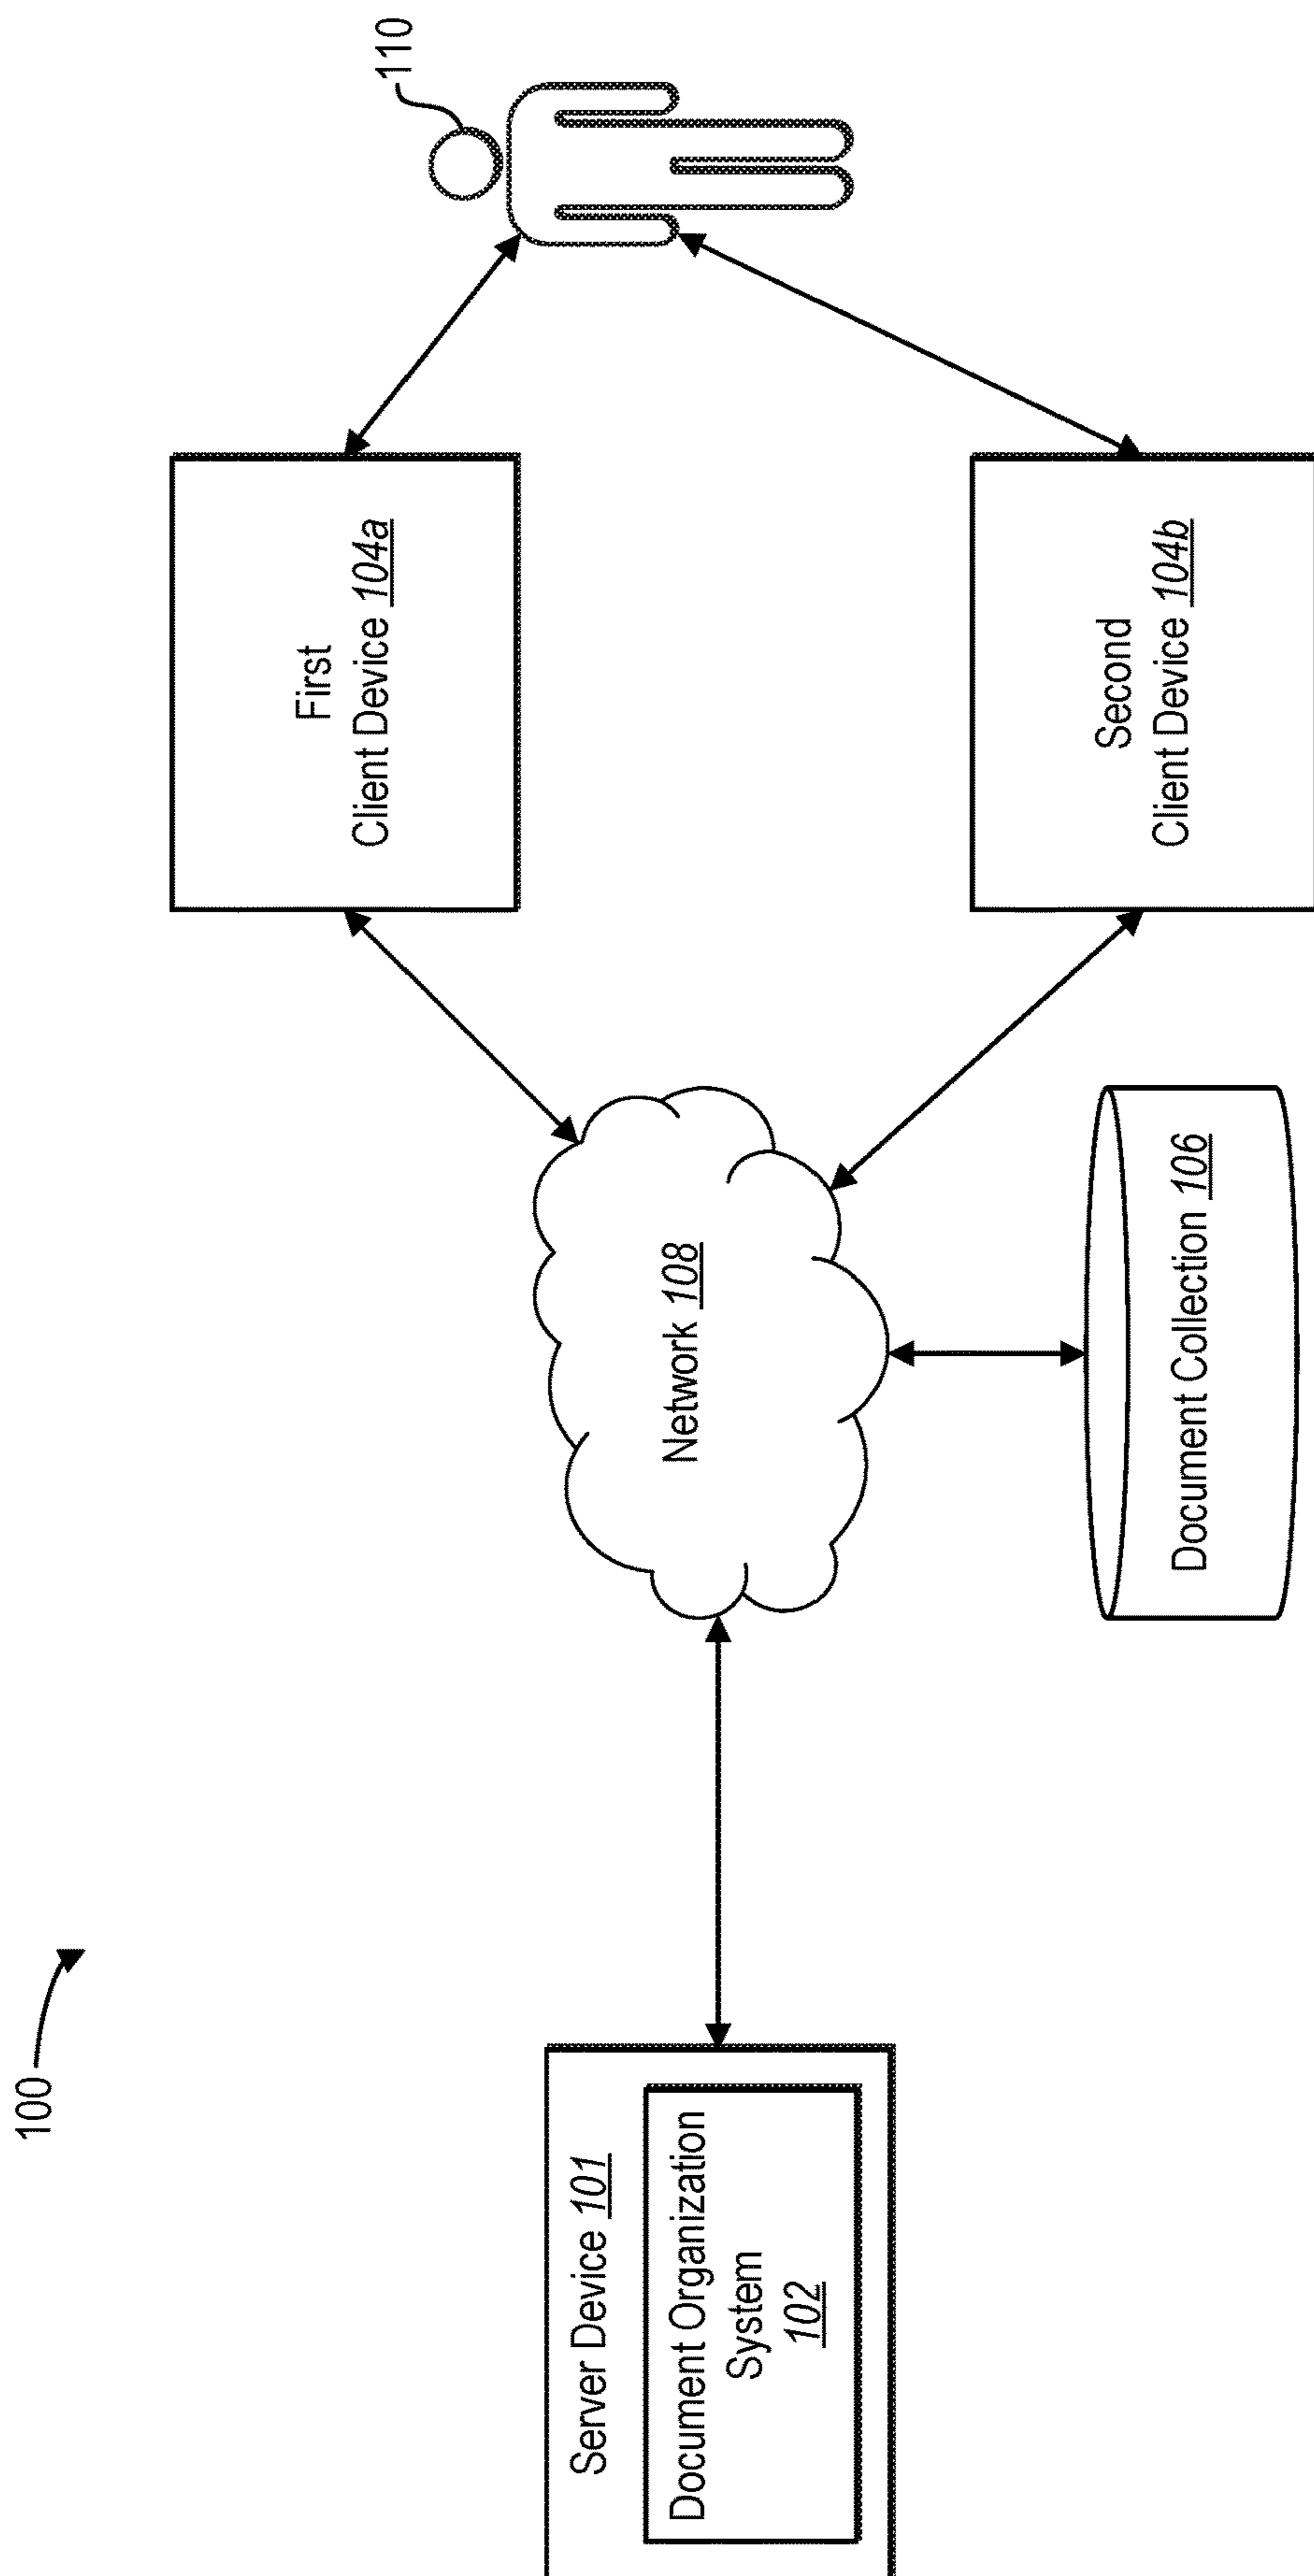 100
Server Device 101
Document Organization
System
102
Network 108
Document Collection 106
First
Client Device 104a
Second
Client Device 104b
110